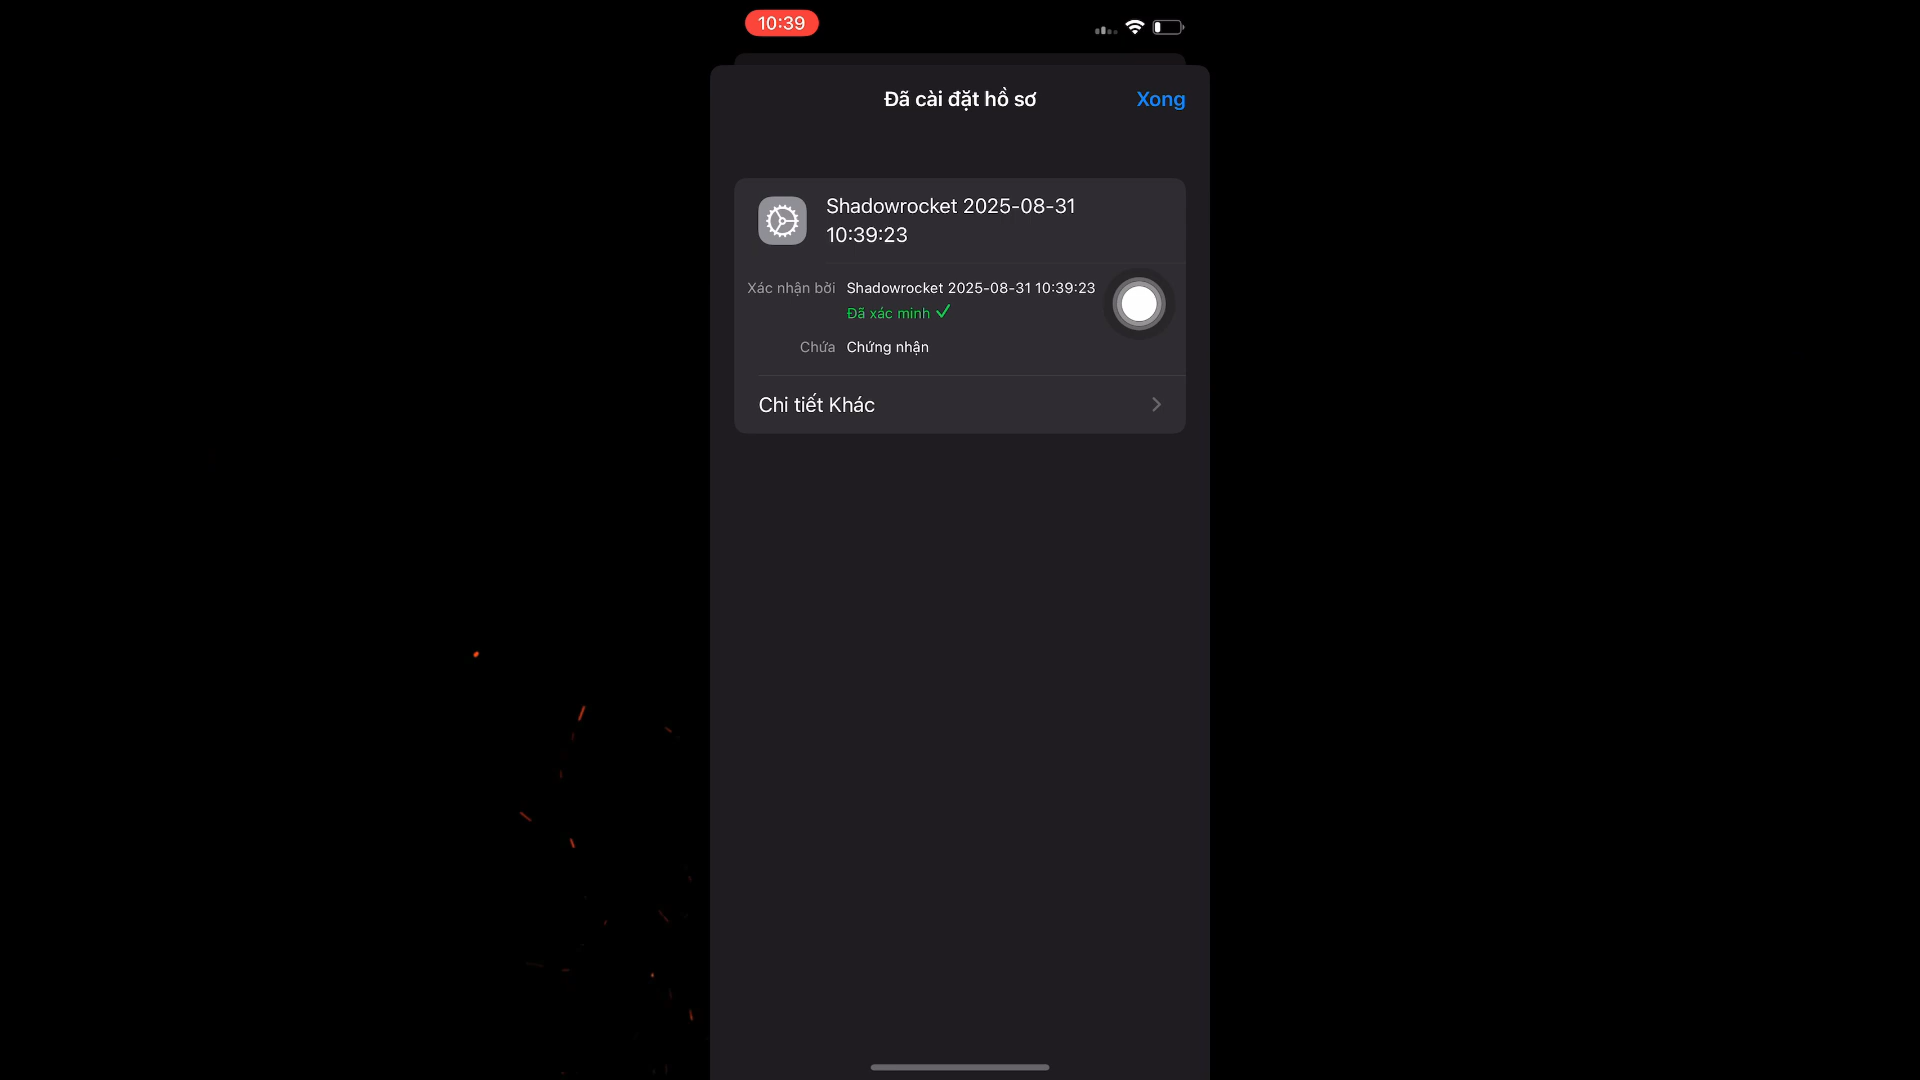 10:39
Đã cài đặt hồ sơ
Xong
Shadowrocket 2025-08-31
10:39:23
Xác nhận bởi Shadowrocket 2025-08-31 10:39:23
Đã xác minh
Chứa Chứng nhận
Chi tiết Khác